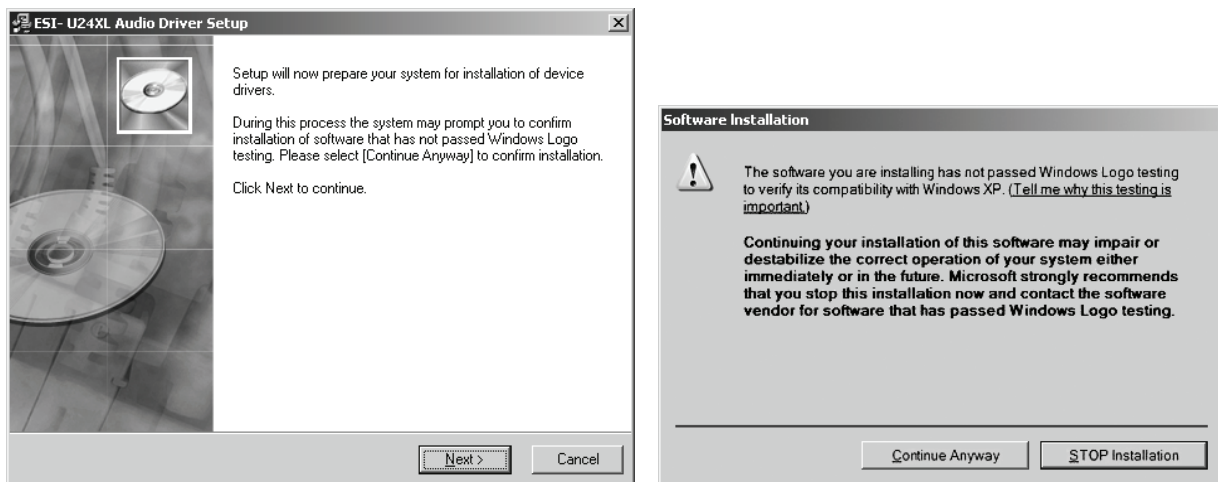 ESI- U24XL Audio Driver Setup
Setup will now prepare your system for installation of device
drivers.
During this process the system may prompt you to confirm
installation of software that has not passed Windows Logo
testing. Please select [Continue Anyway] to confirm installation.
Click Next to continue.
Next >
Cancel
Software Installation
The software you are installing has not passed Windows Logo testing
to verify its compatibility with Windows XP. (Tell me why this testing is
important.)
Continuing your installation of this software may impair or
destabilize the correct operation of your system either
immediately or in the future. Microsoft strongly recommends
that you stop this installation now and contact the software
vendor for software that has passed Windows Logo testing.
Continue Anyway
STOP Installation